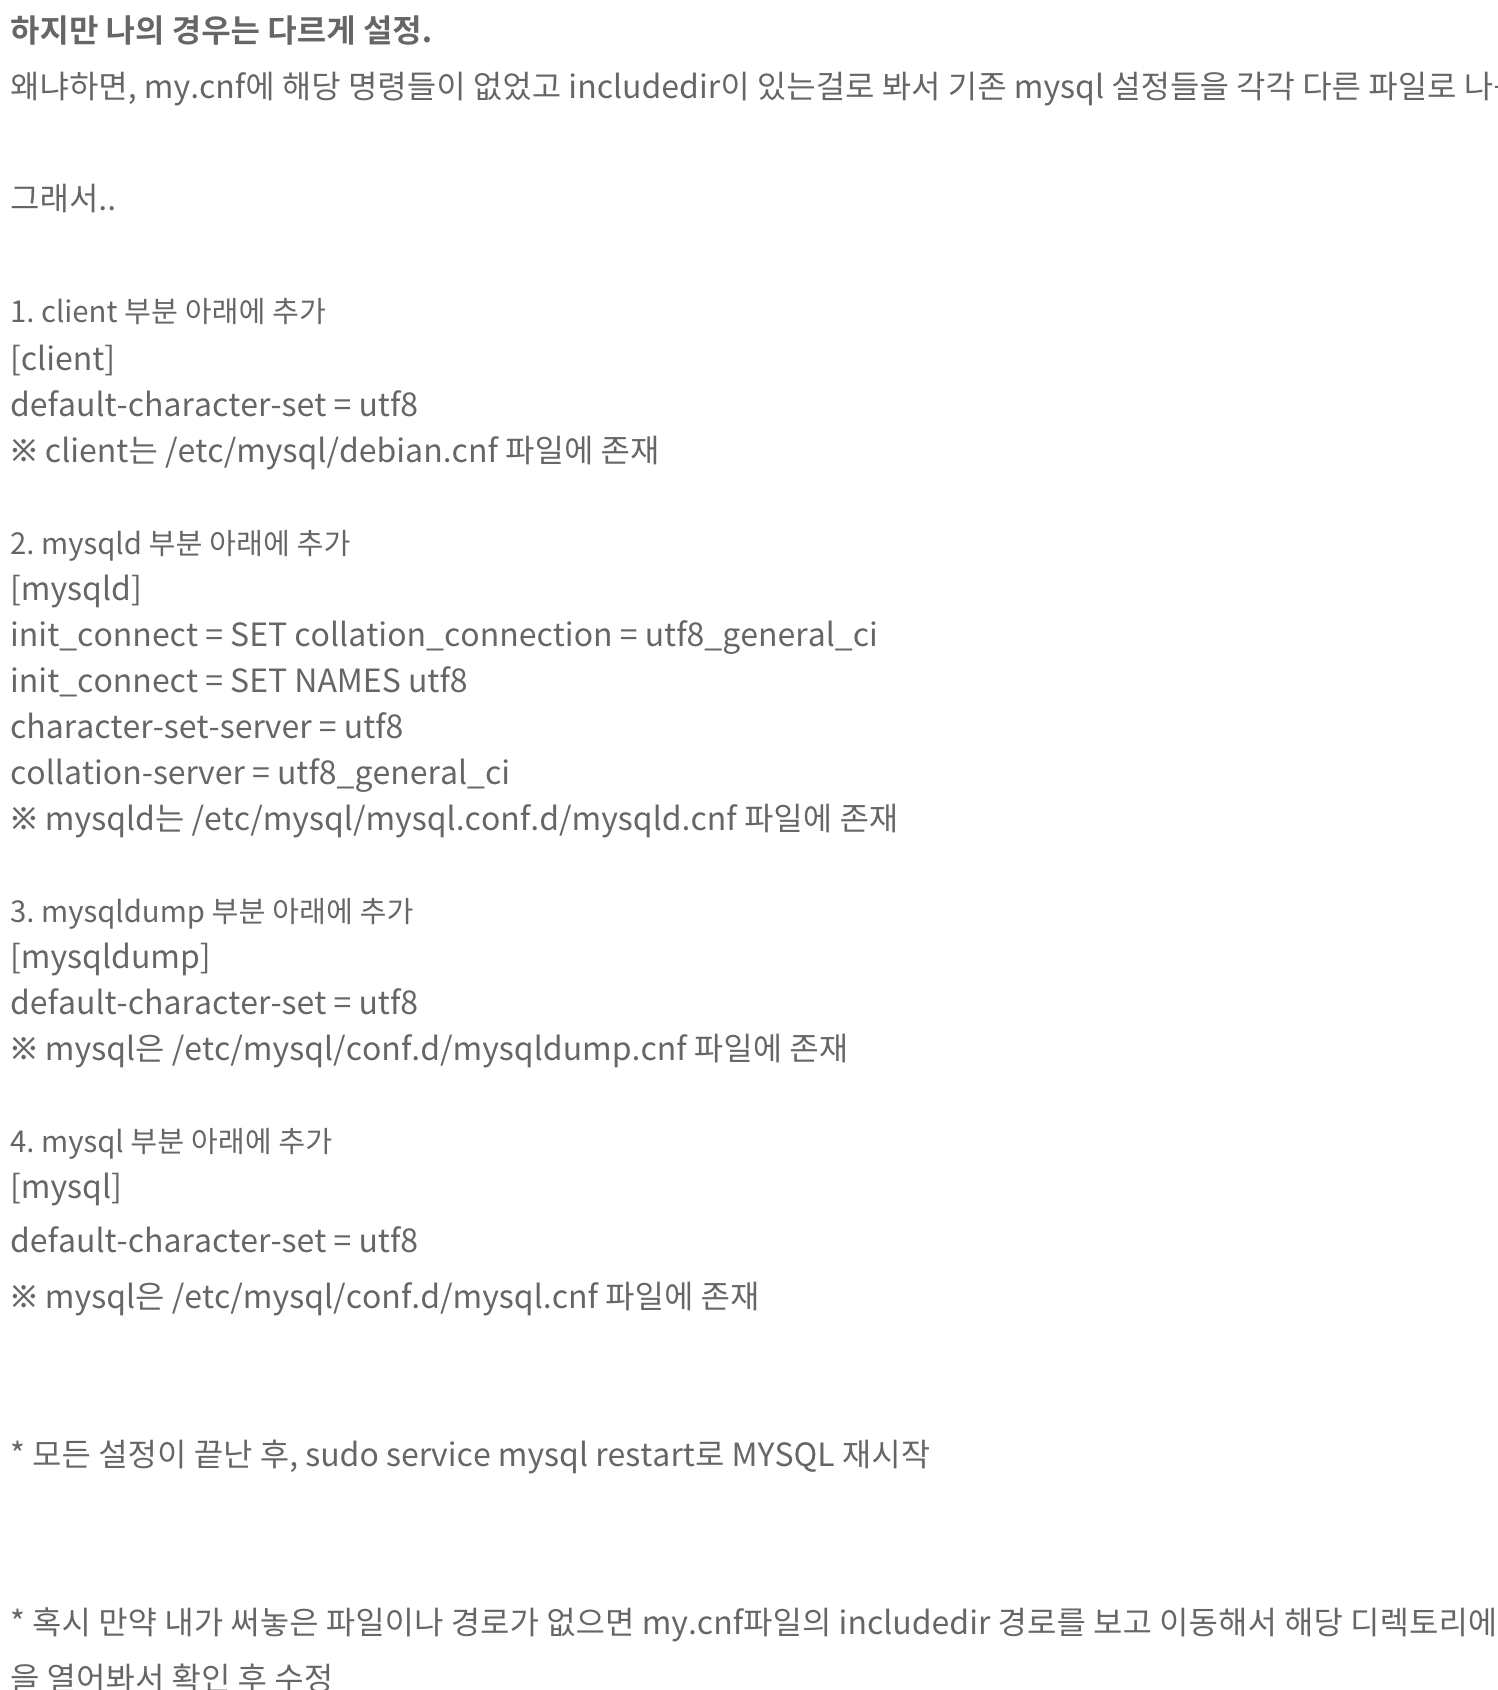 하지만 나의 경우는 다르게 설정.
왜냐하면, my.cnf에 해당 명령들이 없었고 includedir이 있는걸로 봐서 기존 mysql 설정들을 각각 다른 파일로
그래서..
1. client 부분 아래에 추가
[client]
default-character-set = utf8
※ client는 /etc/mysql/debian.cnf 파일에 존재
2. mysqld 부분 아래에 추가
[mysqld]
init_connect = SET collation_connection = utf8_general_ci
init_connect = SET NAMES utf8
character-set-server = utf8
collation-server = utf8_general_ci
※ mysqld는 /etc/mysql/mysql.conf.d/mysqld.cnf 파일에 존재
3. mysqldump 부분 아래에 추가
[mysqldump]
default-character-set = utf8
※ mysql은 /etc/mysql/conf.d/mysqldump.cnf 파일에 존재
4. mysql 부분 아래에 추가
[mysql]
default-character-set = utf8
※ mysql은 /etc/mysql/conf.d/mysql.cnf 파일에 존재
* 모든 설정이 끝난 후, sudo service mysql restart로 MYSQL 재시작
* 혹시 만약 내가 써놓은 파일이나 경로가 없으면 my.cnf파일의 includedir 경로를 보고 이동해서 해당 디렉토리에
을 열어봐서 확인 후 수정